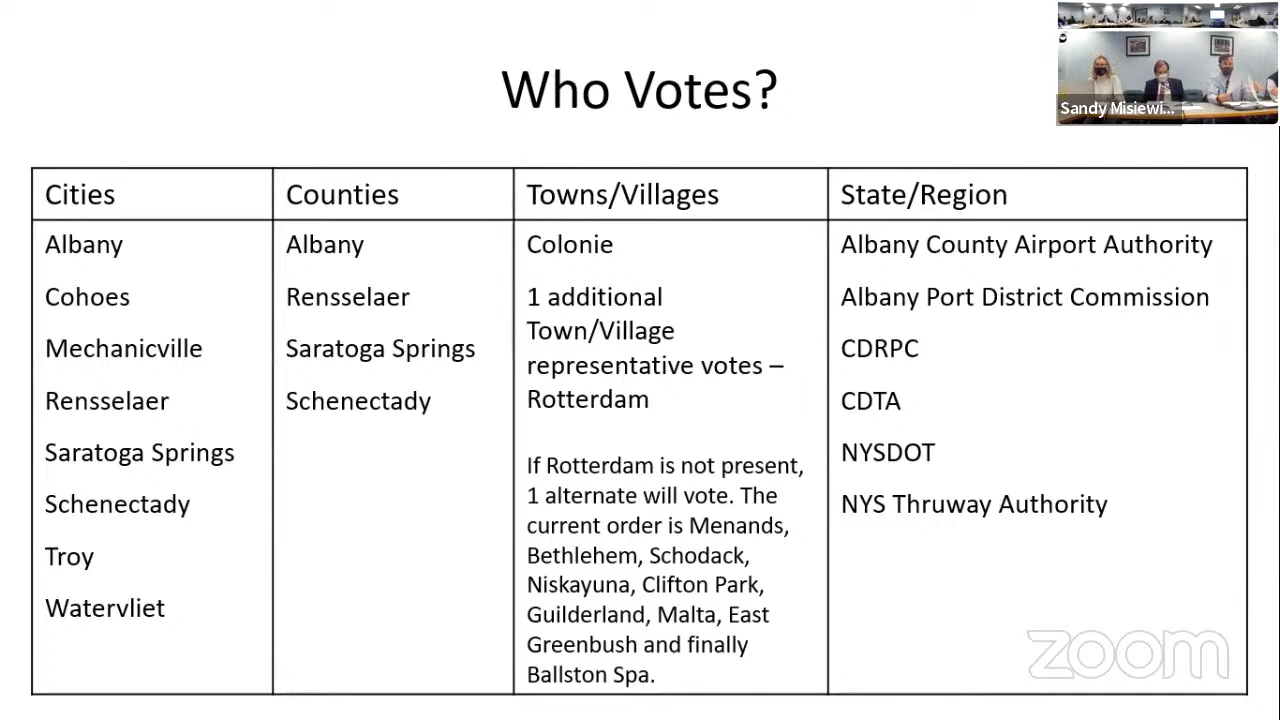 Who Votes?
Sandy Misiewi...
Cities
Counties
Towns/Villages
State/Region
Albany
Cohoes
Mechanicville
Rensselaer
Saratoga Springs
Schenectady
Troy
Watervliet
Albany
Rensselaer
Saratoga Springs
Schenectady
Colonie
1 additional
Town/Village
representative votes –
Rotterdam
If Rotterdam is not present,
1 alternate will vote. The
current order is Menands,
Bethlehem, Schodack,
Niskayuna, Clifton Park,
Guilderland, Malta, East
Greenbush and finally
Ballston Spa.
Albany County Airport Authority
Albany Port District Commission
CDRPC
CDTA
NYSDOT
NYS Thruway Authority
zoom